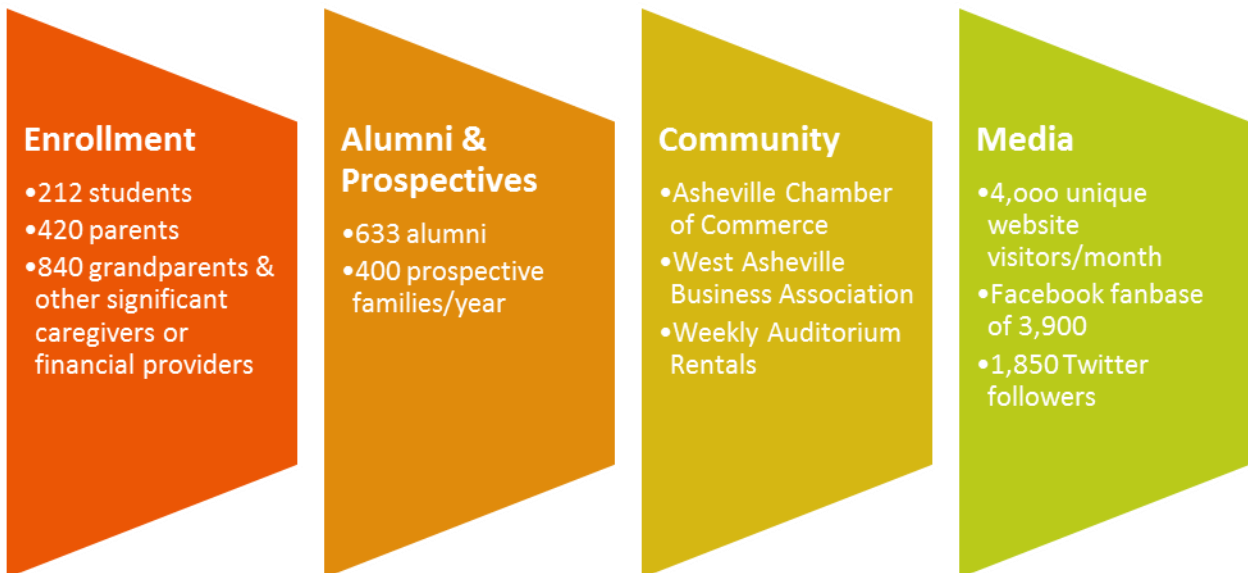 Enrollment
•212 students
•420 parents
•840 grandparents &
other significant
caregivers or
financial providers
Alumni &
Prospectives
•633 alumni
•400 prospective
families/year
Community
•Asheville Chamber
of Commerce
•West Asheville
Business Association
•Weekly Auditorium
Rentals
Media
•4,ooo unique
website
visitors/month
•Facebook fanbase
of 3,900
•1,850 Twitter
followers